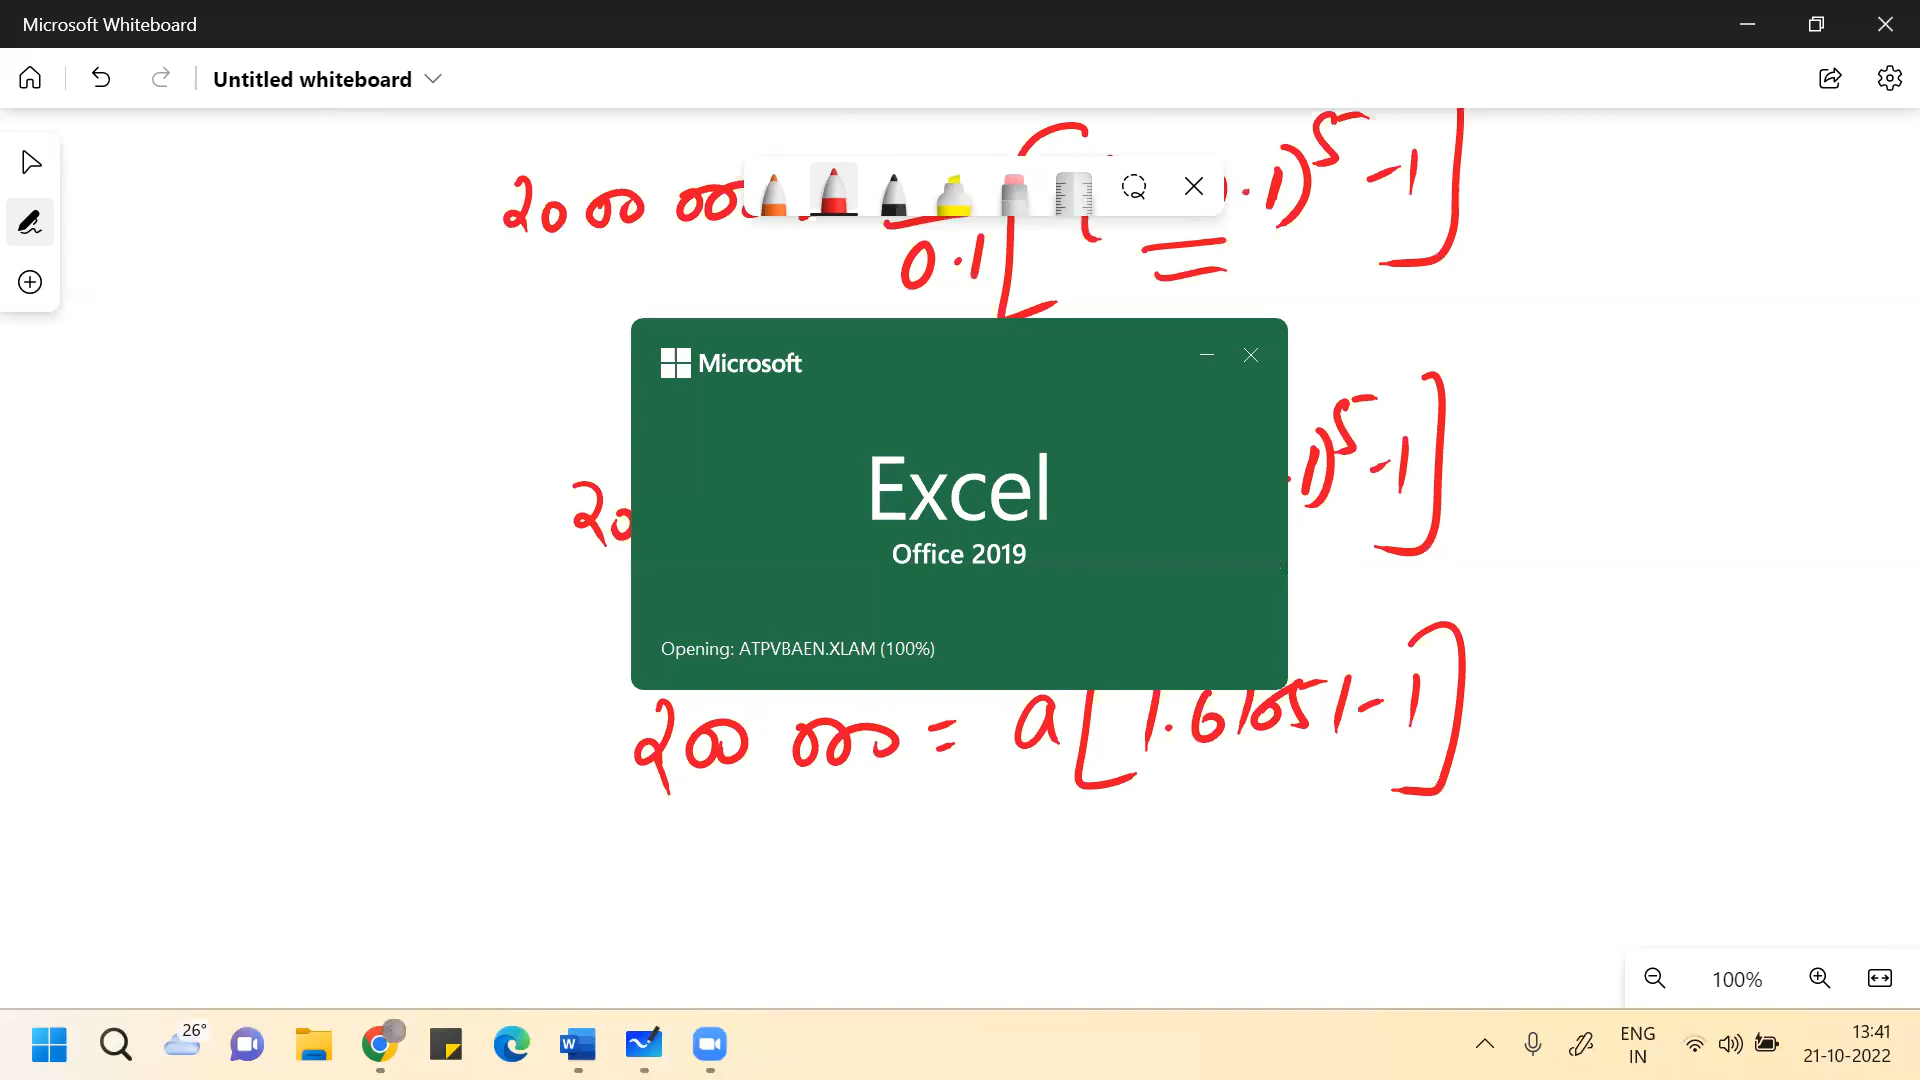 Microsoft Whiteboard
Untitled whiteboard
20 00 000
0.1 [ ( .1)^5 -1 ]
Microsoft
Excel
Office 2019
Opening: ATPVBAEN.XLAM (100%)
20 .1)^5 -1 ]
200 000 = a [ 1.61051 - 1 ]
100%
26°
ENG
IN
13:41
21-10-2022